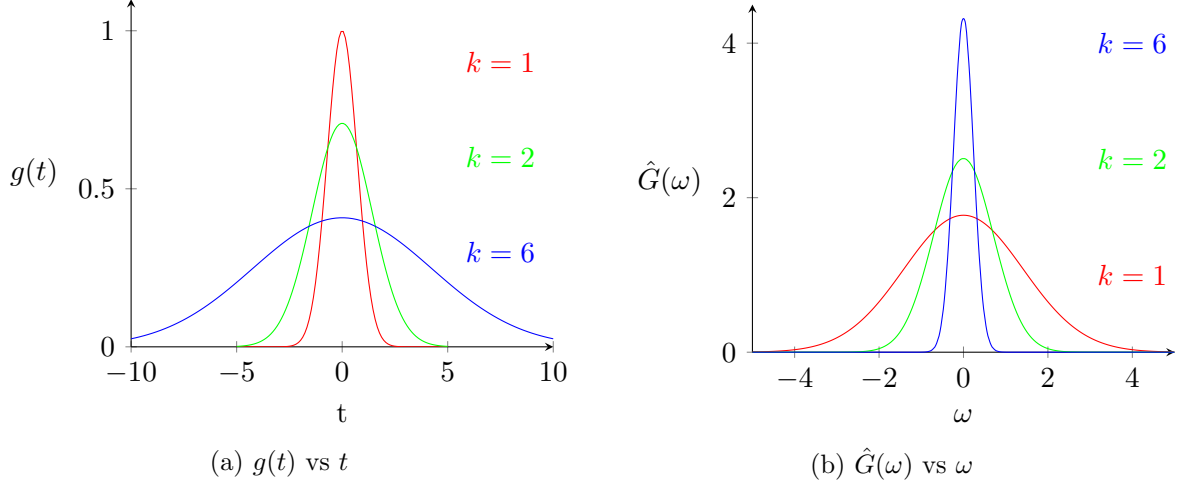 1
0.5
0
g(t)
−10
−5
0
5
10
t
k = 1
k = 2
k = 6
(a) g(t) vs t
4
2
0
Ĝ(ω)
−4
−2
0
2
4
ω
k = 6
k = 2
k = 1
(b) Ĝ(ω) vs ω